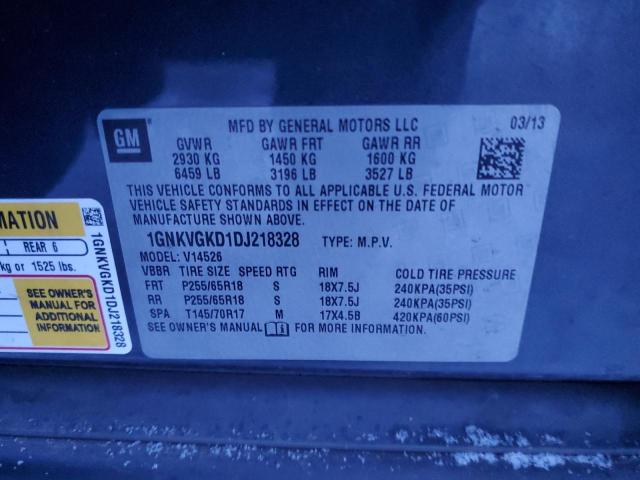 GM
MFD BY GENERAL MOTORS LLC 03/13
GVWR GAWR FRT GAWR RR
2930 KG 1450 KG 1600 KG
6459 LB 3196 LB 3527 LB
THIS VEHICLE CONFORMS TO ALL APPLICABLE U.S. FEDERAL MOTOR
VEHICLE SAFETY STANDARDS IN EFFECT ON THE DATE OF
MANUFACTURE SHOWN ABOVE.
1GNKVGKD1DJ218328 TYPE: M.P.V.
MODEL: V14526
VBBR TIRE SIZE SPEED RTG RIM COLD TIRE PRESSURE
FRT P255/65R18 S 18X7.5J 240KPA(35PSI)
RR P255/65R18 S 18X7.5J 240KPA(35PSI)
SPA T145/70R17 M 17X4.5B 420KPA(60PSI)
SEE OWNER'S MANUAL FOR MORE INFORMATION.
REAR 6
kg or 1525 lbs.
SEE OWNER'S
MANUAL FOR
ADDITIONAL
INFORMATION
1GNKVGKD1DJ218328